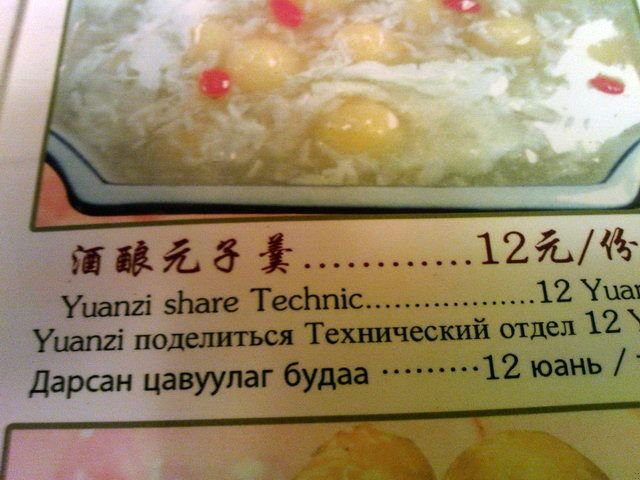 酒酿元子羹............12元/份
Yuanzi share Technic.................12 Yuan
Yuanzi поделиться Технический отдел 12 Y
Дарсан цавуулаг будаа .........12 юань /